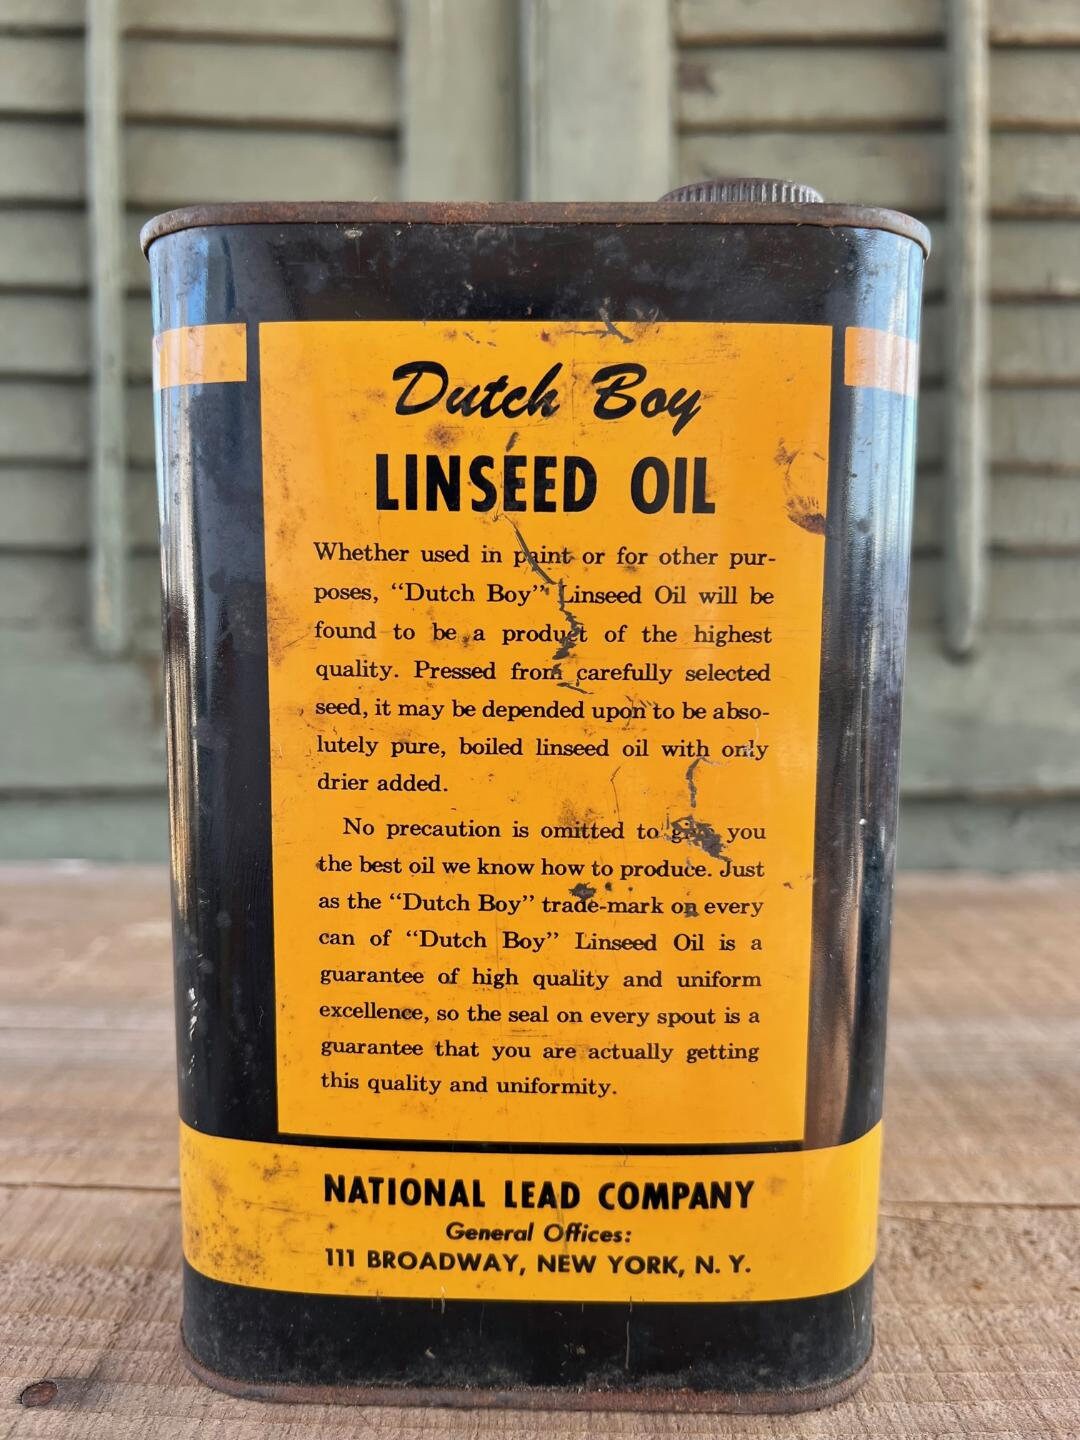 Dutch Boy
LINSEED OIL
Whether used in paint or for other pur-
poses, “Dutch Boy” Linseed Oil will be
found to be a product of the highest
quality. Pressed from carefully selected
seed, it may be depended upon to be abso-
lutely pure, boiled linseed oil with only
drier added.
No precaution is omitted to give you
the best oil we know how to produce. Just
as the “Dutch Boy” trade-mark on every
can of “Dutch Boy” Linseed Oil is a
guarantee of high quality and uniform
excellence, so the seal on every spout is a
guarantee that you are actually getting
this quality and uniformity.
NATIONAL LEAD COMPANY
General Offices:
111 BROADWAY, NEW YORK, N. Y.